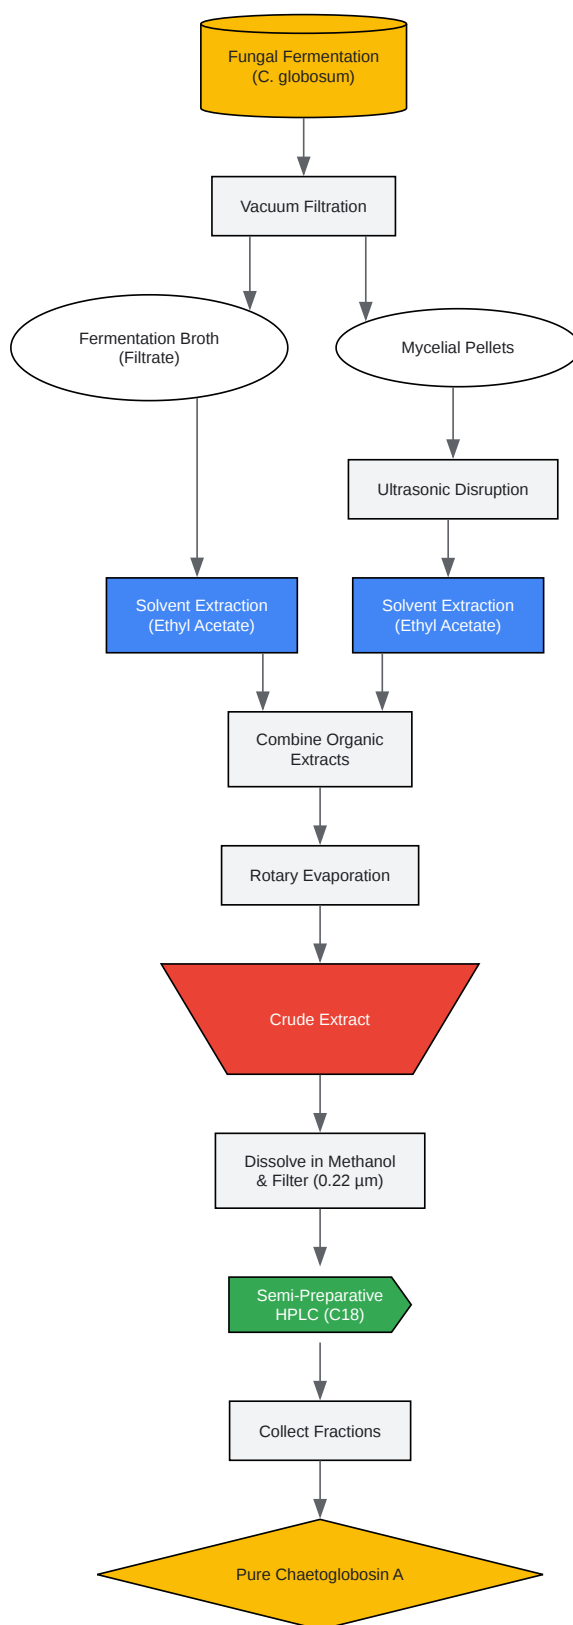 Fungal Fermentation
(C. globosum)
Vacuum Filtration
Fermentation Broth
(Filtrate)
Mycelial Pellets
Ultrasonic Disruption
Solvent Extraction
(Ethyl Acetate)
Solvent Extraction
(Ethyl Acetate)
Combine Organic
Extracts
Rotary Evaporation
Crude Extract
Dissolve in Methanol
& Filter (0.22 µm)
Semi-Preparative
HPLC (C18)
Collect Fractions
Pure Chaetoglobosin A